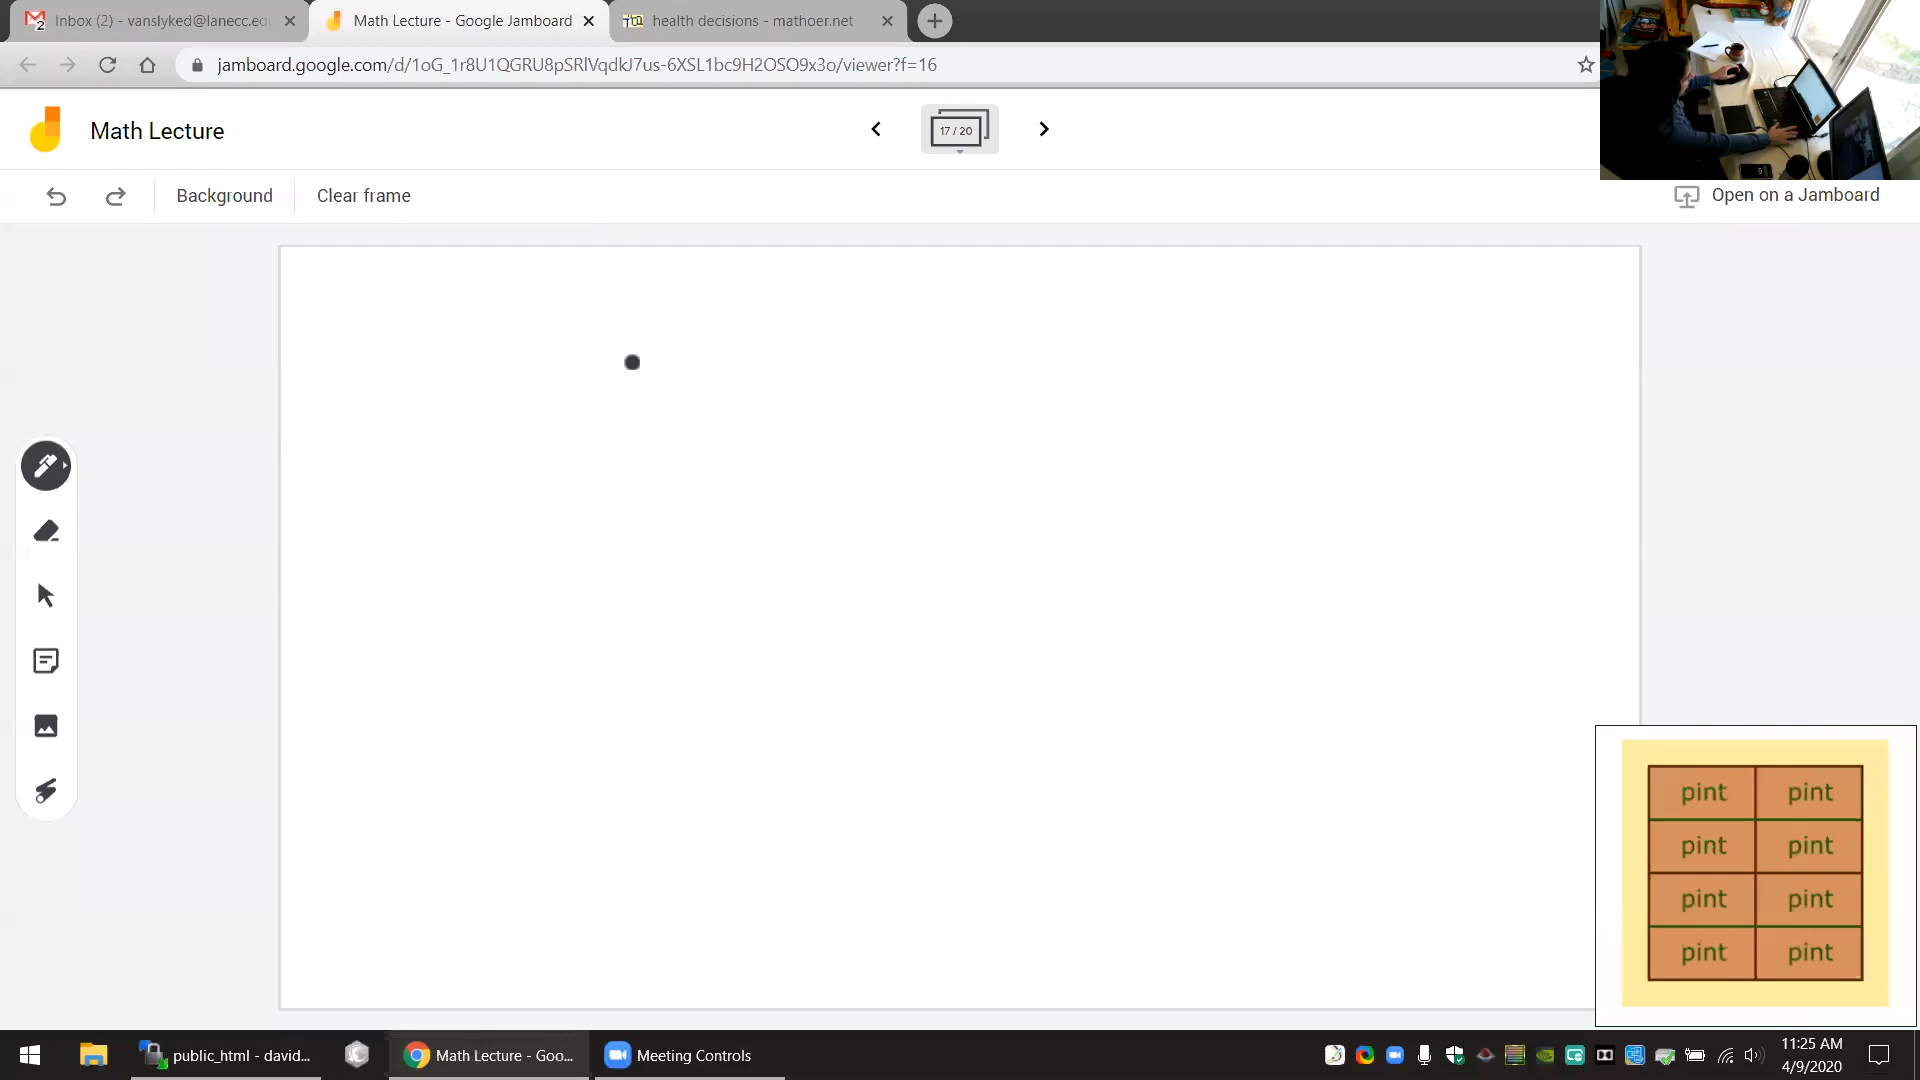 Inbox (2) - vanslyked@lanecc.edu
Math Lecture - Google Jamboard
health decisions - mathoer.net
jamboard.google.com/d/1oG_1r8U1QGRU8pSRlVqdkJ7us-6XSL1bc9H2OSO9x3o/viewer?f=16
Math Lecture
17 / 20
Background
Clear frame
Open on a Jamboard
pint pint
pint pint
pint pint
pint pint
public_html - david...
Math Lecture - Goo...
Meeting Controls
11:25 AM
4/9/2020